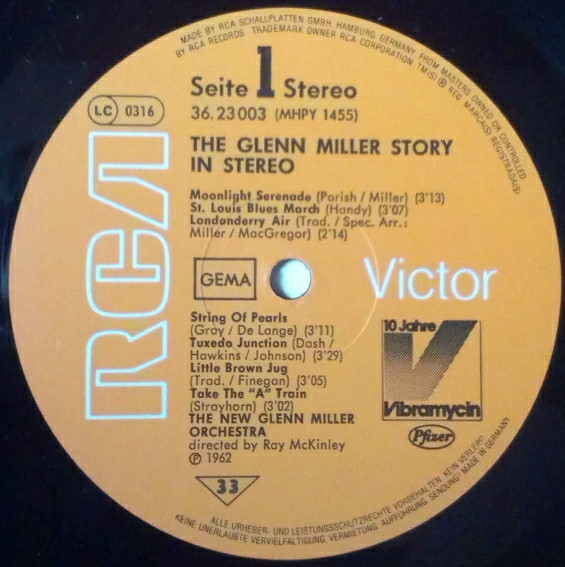 MADE BY RCA SCHALLPLATTEN GMBH HAMBURG, GERMANY, FROM MASTERS OWNED OR CONTROLLED
BY RCA RECORDS TRADEMARK OWNER RCA CORPORATION TM(S) ® REG. MARCA(S) REGISTRADA(S)
Seite 1 Stereo
36.23003 (MHPY 1455)
LC 0316
THE GLENN MILLER STORY
IN STEREO
Moonlight Serenade (Parish / Miller) (3'13)
St. Louis Blues March (Handy) (3'07)
Londonderry Air (Trad. / Spec. Arr.:
Miller / MacGregor) (2'14)
RCA
GEMA
Victor
String Of Pearls
(Gray / De Lange) (3'11)
Tuxedo Junction (Dash /
Hawkins / Johnson) (3'29)
Little Brown Jug
(Trad. / Finegan) (3'05)
Take The "A" Train
(Strayhorn) (3'02)
THE NEW GLENN MILLER
ORCHESTRA
directed by Ray McKinley
℗ 1962
10 Jahre
V
Vibramycin
Pfizer
33
ALLE URHEBER- UND LEISTUNGSSCHUTZRECHTE VORBEHALTEN. KEIN VERLEIH!
KEINE UNERLAUBTE VERVIELFÄLTIGUNG, VERMIETUNG, AUFFÜHRUNG, SENDUNG! MADE IN GERMANY